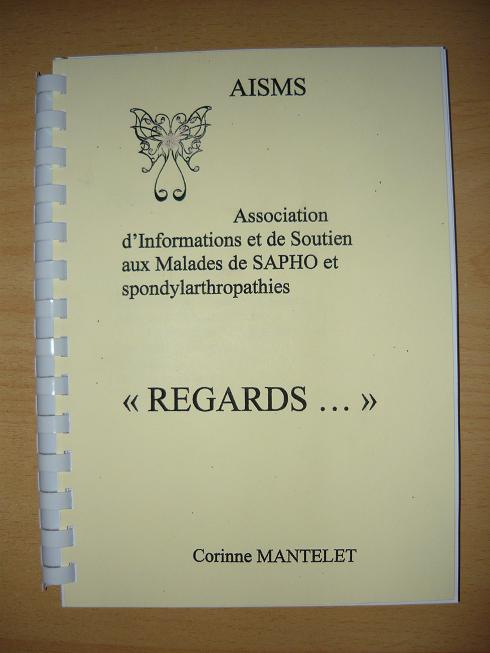 AISMS
Association
d'Informations et de Soutien
aux Malades de SAPHO et
spondylarthropathies
« REGARDS … »
Corinne MANTELET